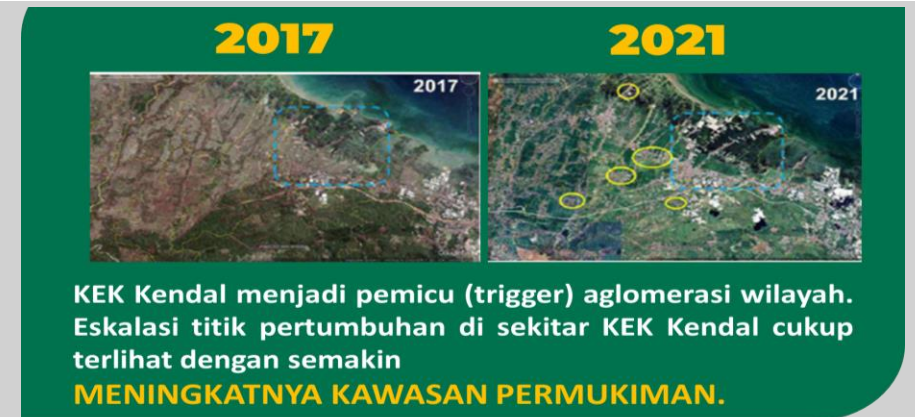 2017
2021
2017
2021
KEK Kendal menjadi pemicu (trigger) aglomerasi wilayah.
Eskalasi titik pertumbuhan di sekitar KEK Kendal cukup
terlihat dengan semakin
MENINGKATNYA KAWASAN PERMUKIMAN.